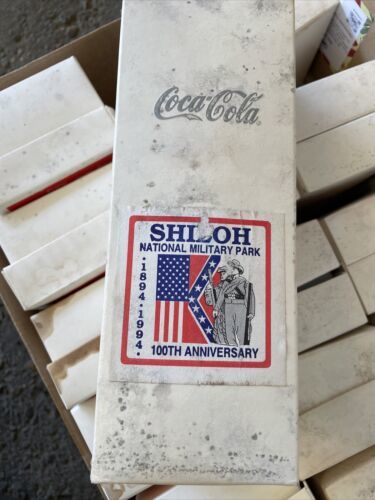 Coca-Cola
SHILOH
NATIONAL MILITARY PARK
·1894·1994·
100TH ANNIVERSARY